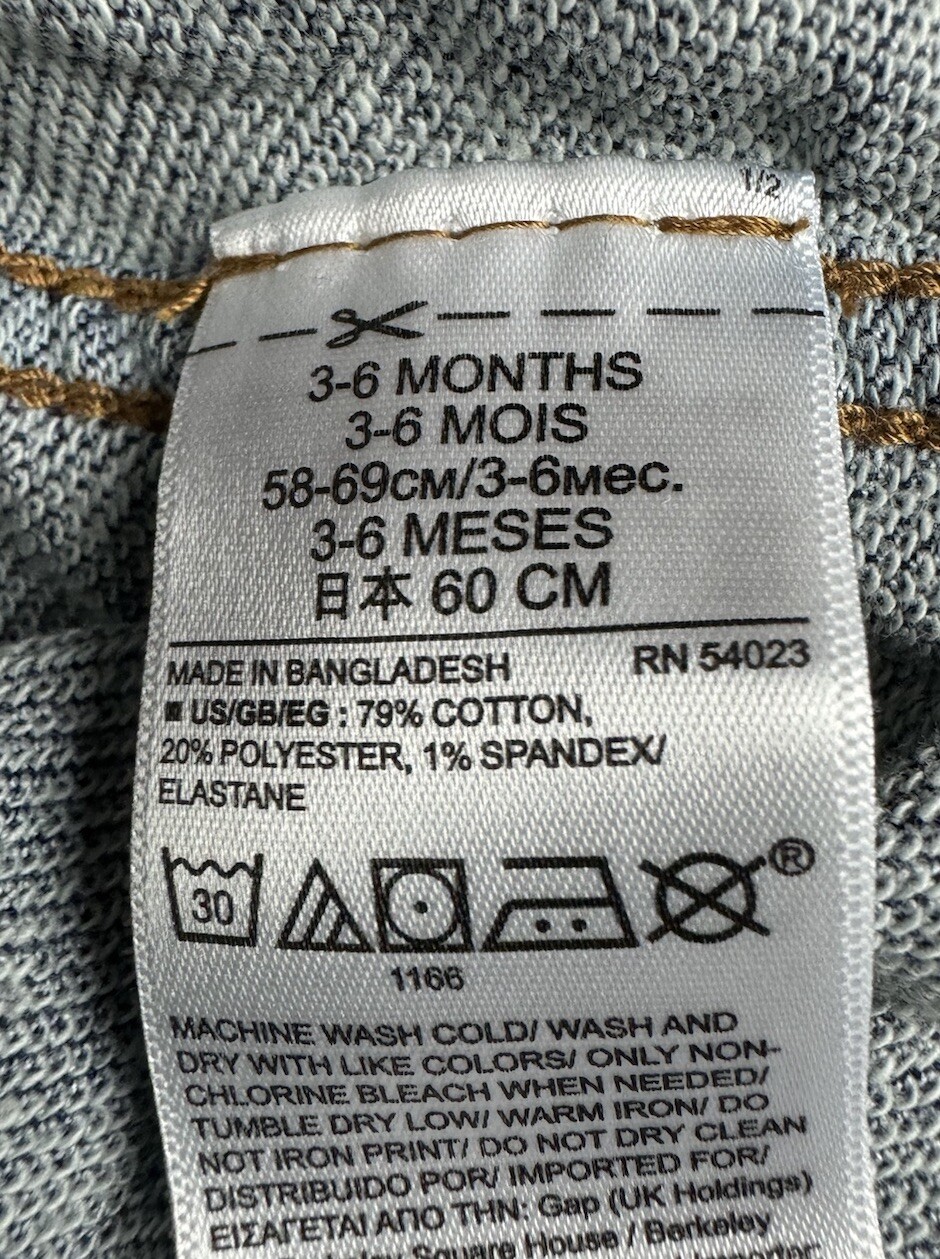 1/2
3-6 MONTHS
3-6 MOIS
58-69см/3-6мес.
3-6 MESES
日本 60 CM
MADE IN BANGLADESH RN 54023
US/GB/EG : 79% COTTON,
20% POLYESTER, 1% SPANDEX/
ELASTANE
30 ®
1166
MACHINE WASH COLD/ WASH AND
DRY WITH LIKE COLORS/ ONLY NON-
CHLORINE BLEACH WHEN NEEDED/
TUMBLE DRY LOW/ WARM IRON/ DO
NOT IRON PRINT/ DO NOT DRY CLEAN
DISTRIBUIDO POR/ IMPORTED FOR/
ΕΙΣΑΓΕΤΑΙ ΑΠΟ ΤΗΝ: Gap (UK Holdings)
Square House / Berkeley